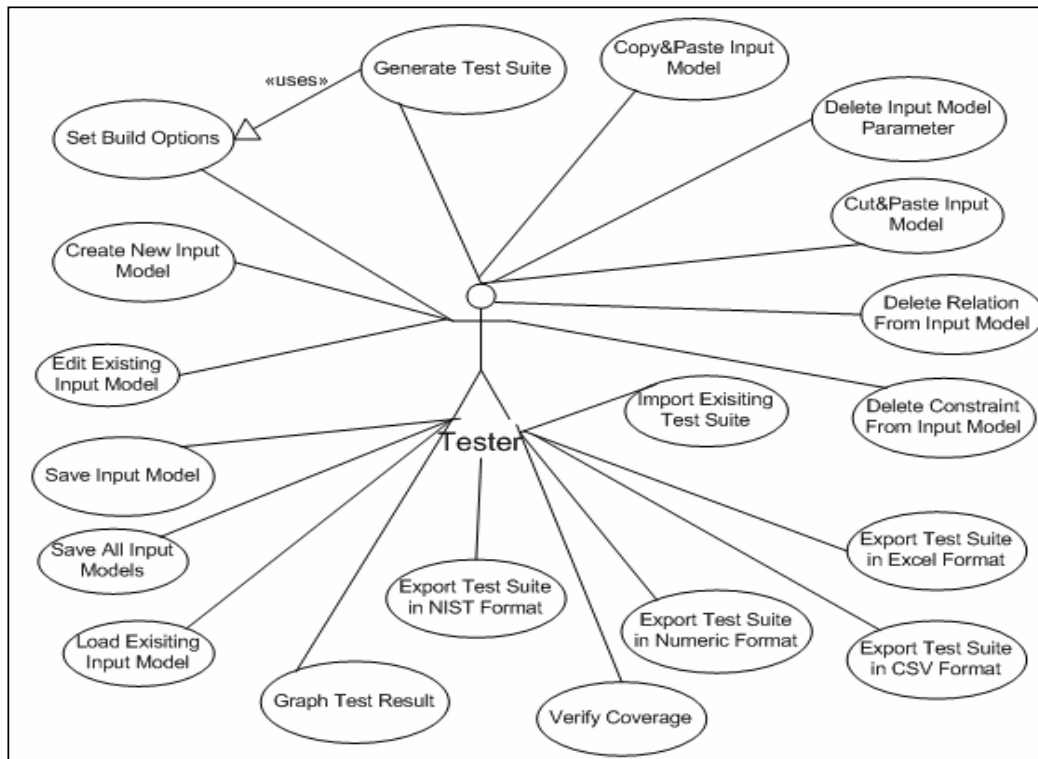 Generate Test Suite
«uses»
Set Build Options
Copy&Paste Input
Model
Delete Input Model
Parameter
Cut&Paste Input
Model
Create New Input
Model
Delete Relation
From Input Model
Edit Existing
Input Model
Import Exisiting
Test Suite
Delete Constraint
From Input Model
Tester
Save Input Model
Save All Input
Models
Export Test Suite
in Excel Format
Export Test Suite
in NIST Format
Export Test Suite
in Numeric Format
Load Exisiting
Input Model
Export Test Suite
in CSV Format
Graph Test Result
Verify Coverage